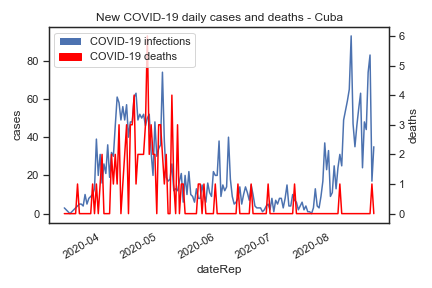 New COVID-19 daily cases and deaths - Cuba
COVID-19 infections
COVID-19 deaths
cases
80
60
40
20
0
6
5
4
3
2
1
0
deaths
2020-04
2020-05
2020-06
2020-07
2020-08
dateRep